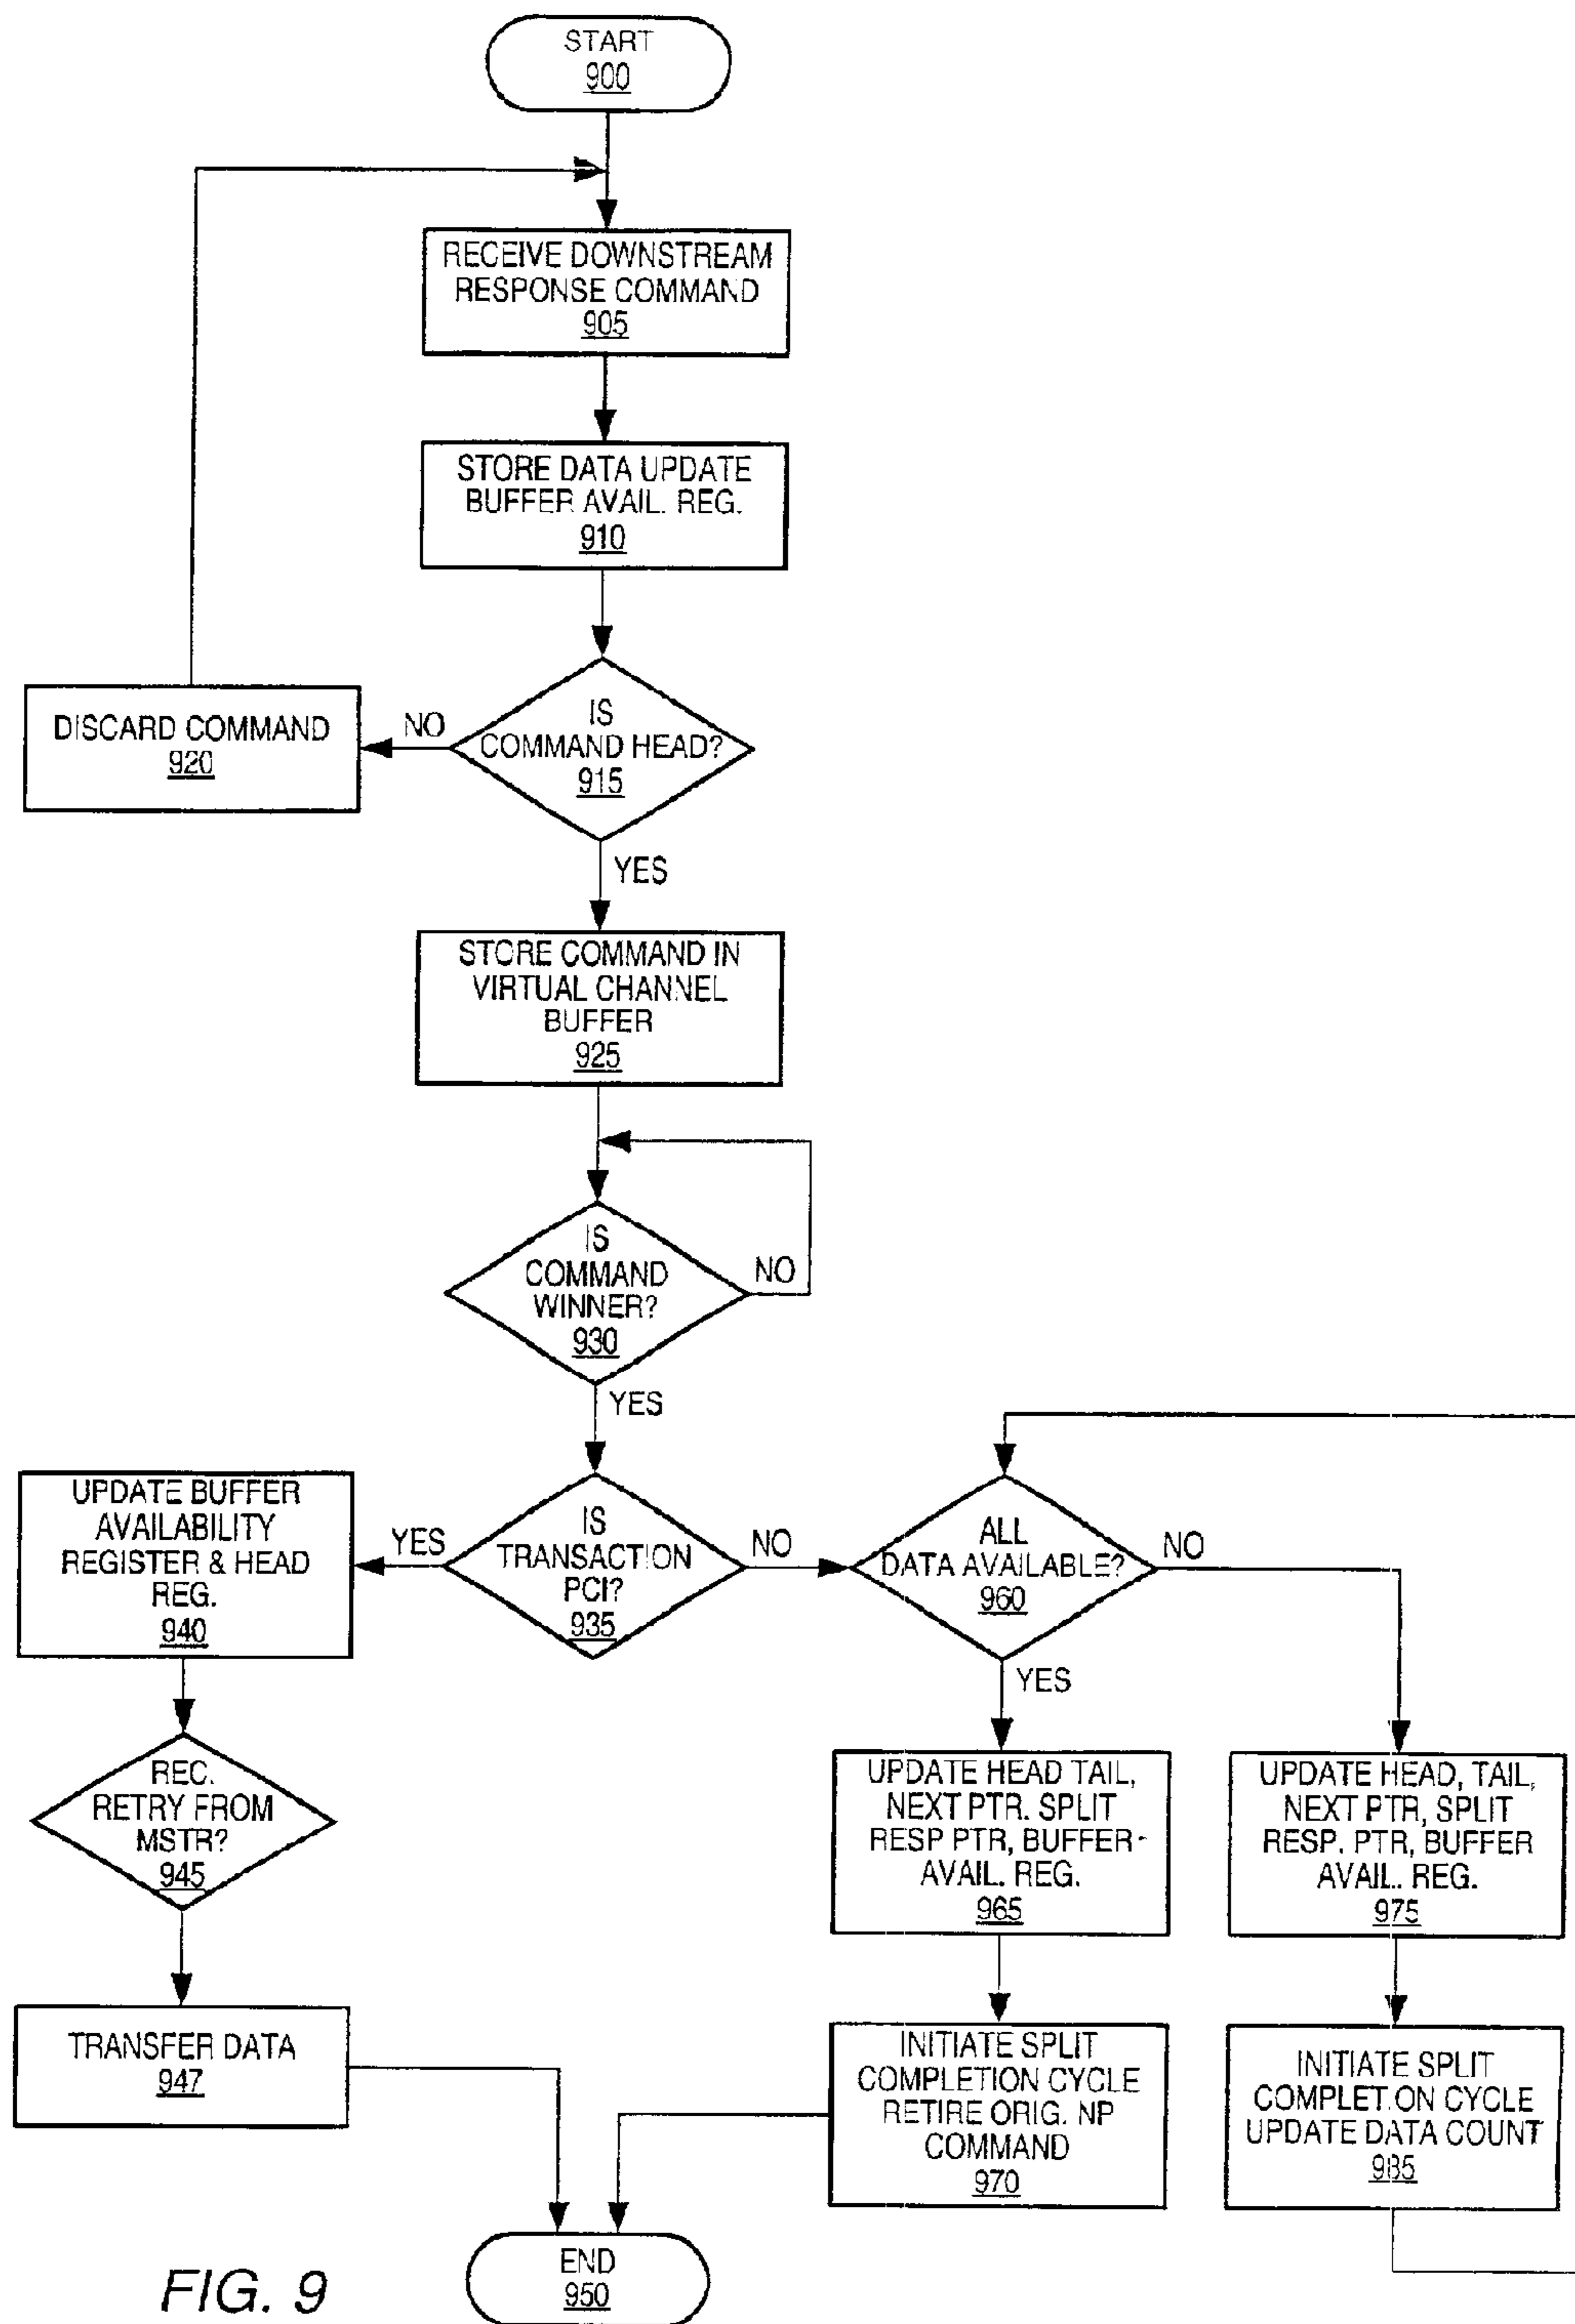 START
900
RECEIVE DOWNSTREAM
RESPONSE COMMAND
905
STORE DATA UPDATE
BUFFER AVAIL. REG.
910
IS
COMMAND HEAD?
915
NO
DISCARD COMMAND
920
YES
STORE COMMAND IN
VIRTUAL CHANNEL
BUFFER
925
IS
COMMAND
WINNER?
930
NO
YES
IS
TRANSACTION
PCI?
935
YES
NO
UPDATE BUFFER
AVAILABILITY
REGISTER & HEAD
REG.
940
REC.
RETRY FROM
MSTR?
945
TRANSFER DATA
947
ALL
DATA AVAILABLE?
960
NO
YES
UPDATE HEAD TAIL,
NEXT PTR. SPLIT
RESP PTR, BUFFER-
AVAIL. REG.
965
UPDATE HEAD, TAIL,
NEXT PTR, SPLIT
RESP. PTR, BUFFER
AVAIL. REG.
975
INITIATE SPLIT
COMPLETION CYCLE
RETIRE ORIG. NP
COMMAND
970
INITIATE SPLIT
COMPLETION CYCLE
UPDATE DATA COUNT
985
END
950
FIG. 9